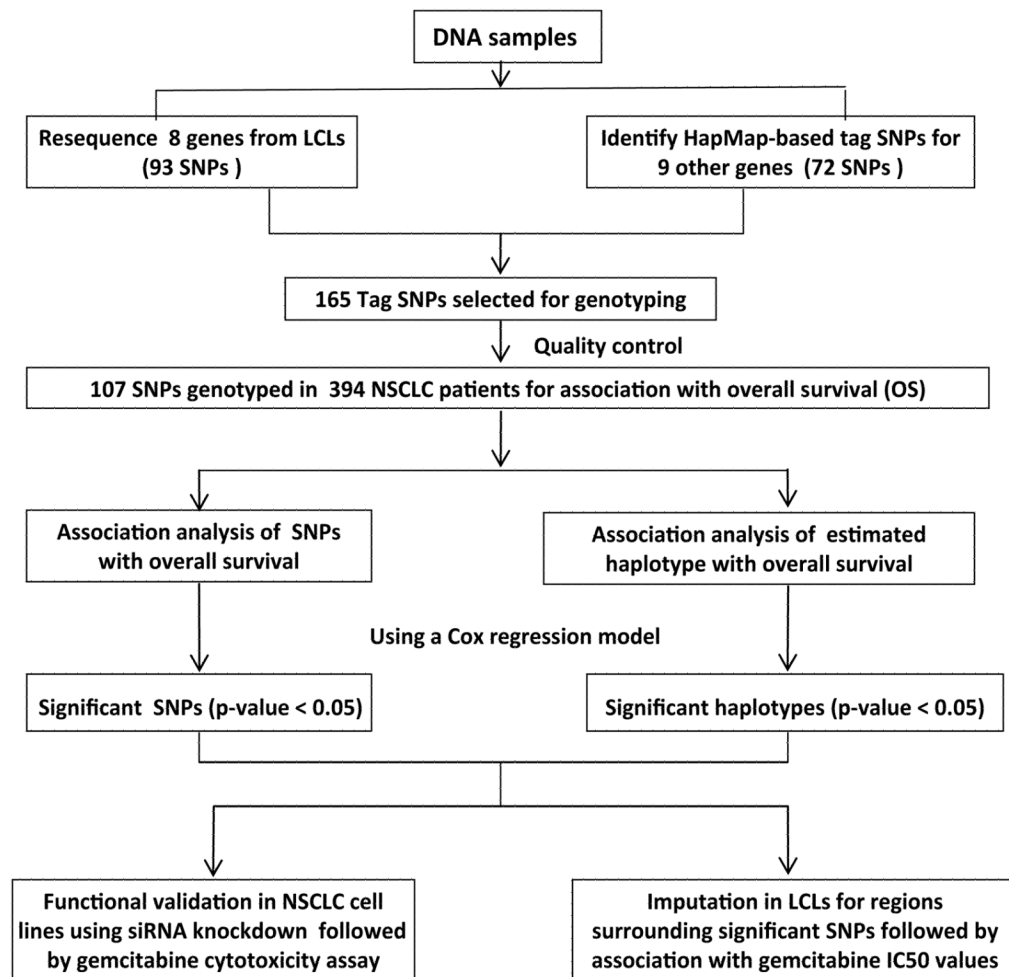 DNA samples
Resequence 8 genes from LCLs
(93 SNPs )
Identify HapMap-based tag SNPs for
9 other genes (72 SNPs )
165 Tag SNPs selected for genotyping
Quality control
107 SNPs genotyped in 394 NSCLC patients for association with overall survival (OS)
Association analysis of SNPs
with overall survival
Association analysis of estimated
haplotype with overall survival
Using a Cox regression model
Significant SNPs (p-value < 0.05)
Significant haplotypes (p-value < 0.05)
Functional validation in NSCLC cell
lines using siRNA knockdown followed
by gemcitabine cytotoxicity assay
Imputation in LCLs for regions
surrounding significant SNPs followed by
association with gemcitabine IC50 values